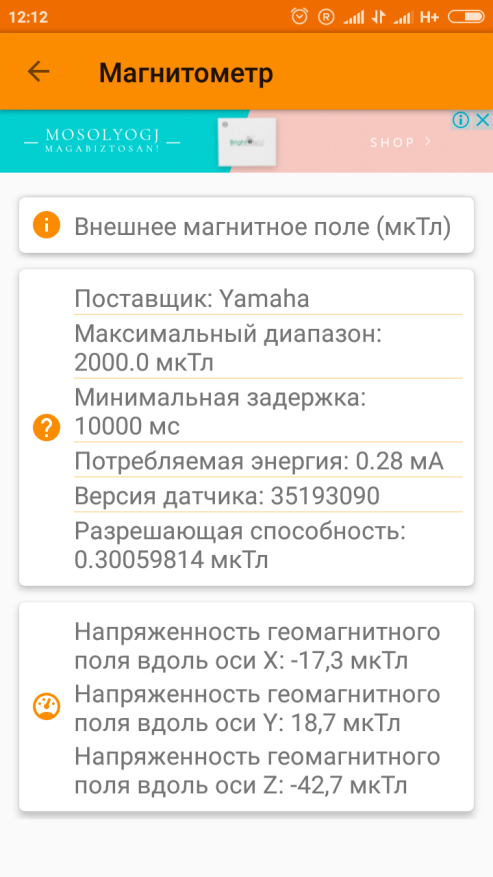 12:12
R
H+
Магнитометр
MOSOLYOGJ
MAGABIZTOSAN!
SHOP
Внешнее магнитное поле (мкТл)
Поставщик: Yamaha
Максимальный диапазон:
2000.0 мкТл
Минимальная задержка:
10000 мс
Потребляемая энергия: 0.28 мА
Версия датчика: 35193090
Разрешающая способность:
0.30059814 мкТл
Напряженность геомагнитного
поля вдоль оси X: -17,3 мкТл
Напряженность геомагнитного
поля вдоль оси Y: 18,7 мкТл
Напряженность геомагнитного
поля вдоль оси Z: -42,7 мкТл